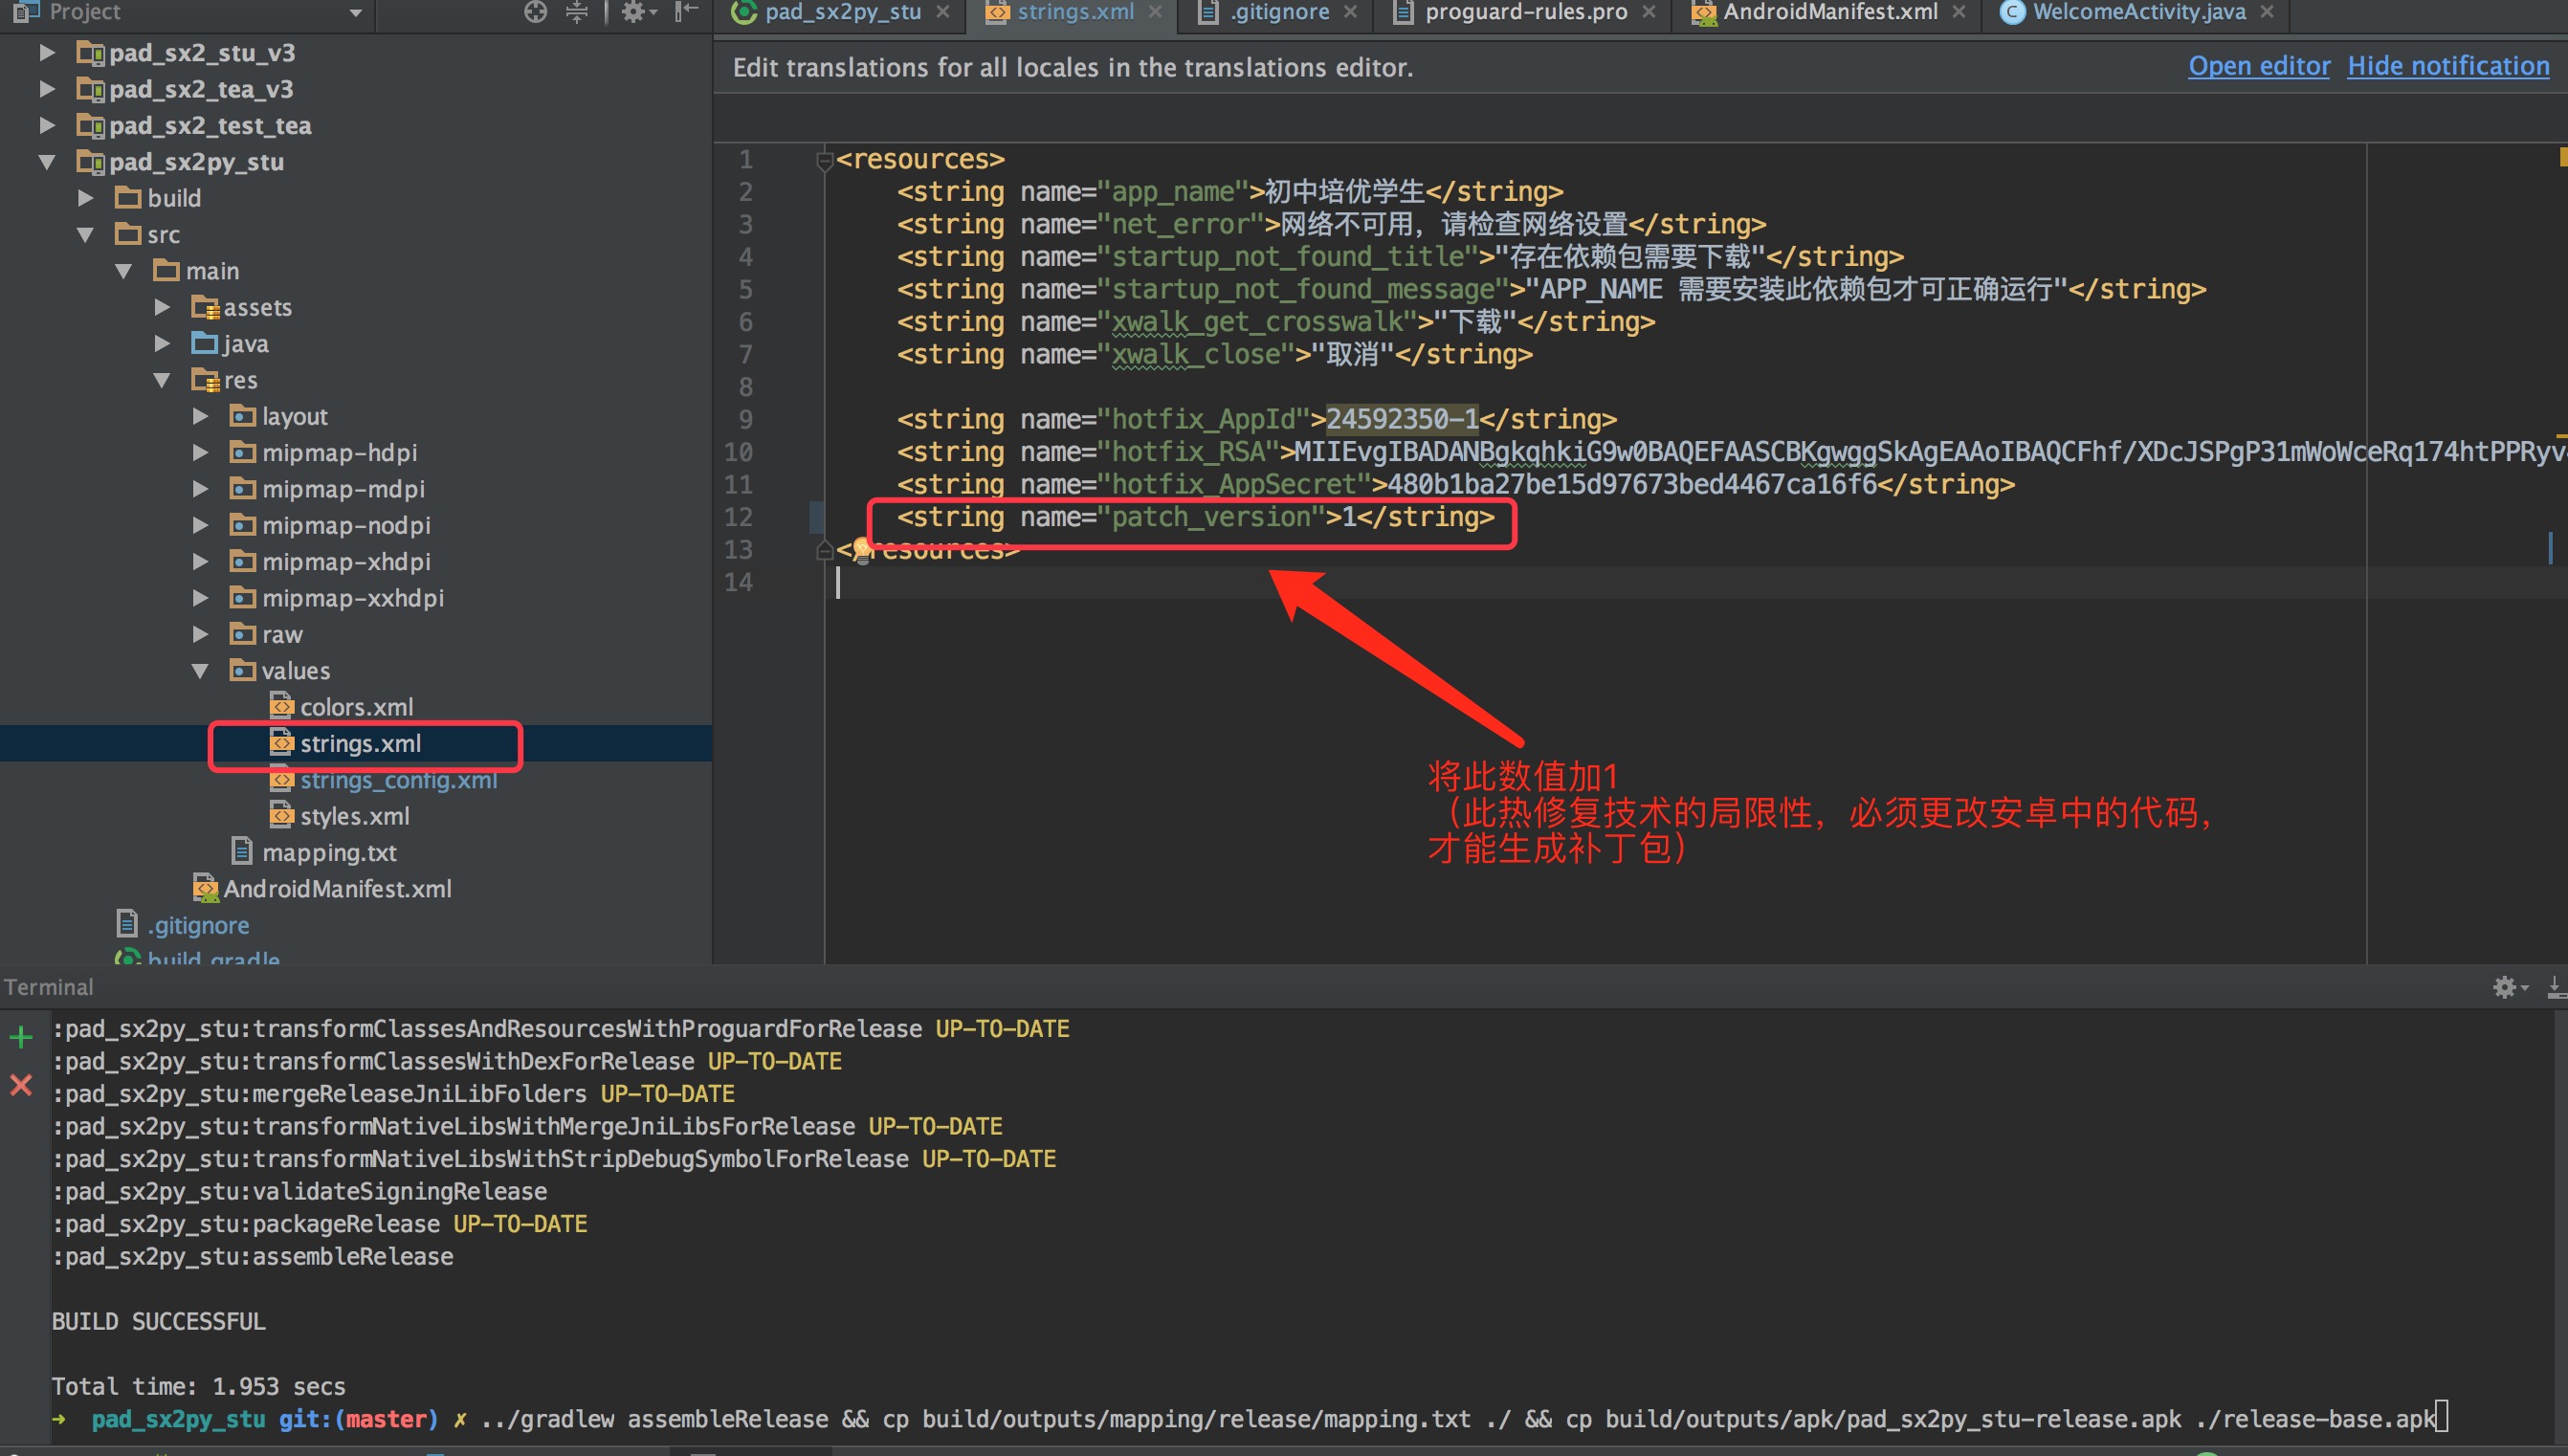 Project
pad_sx2_stu_v3
pad_sx2_tea_v3
pad_sx2_test_tea
pad_sx2py_stu
build
src
main
assets
java
res
layout
mipmap-hdpi
mipmap-mdpi
mipmap-nodpi
mipmap-xhdpi
mipmap-xxhdpi
raw
values
colors.xml
strings.xml
strings_config.xml
styles.xml
mapping.txt
AndroidManifest.xml
.gitignore
build.gradle
pad_sx2py_stu strings.xml .gitignore proguard-rules.pro AndroidManifest.xml WelcomeActivity.java
Edit translations for all locales in the translations editor. Open editor Hide notification
1 <resources>
2 <string name="app_name">初中培优学生</string>
3 <string name="net_error">网络不可用，请检查网络设置</string>
4 <string name="startup_not_found_title">"存在依赖包需要下载"</string>
5 <string name="startup_not_found_message">"APP_NAME 需要安装此依赖包才可正确运行"</string>
6 <string name="xwalk_get_crosswalk">"下载"</string>
7 <string name="xwalk_close">"取消"</string>
8
9 <string name="hotfix_AppId">24592350-1</string>
10 <string name="hotfix_RSA">MIIEvgIBADANBgkqhkiG9w0BAQEFAASCBKgwggSkAgEAAoIBAQCFhf/XDcJSPgP31mWoWceRq174htPPRyv
11 <string name="hotfix_AppSecret">480b1ba27be15d97673bed4467ca16f6</string>
12 <string name="patch_version">1</string>
13 </resources>
14
将此数值加1
（此热修复技术的局限性，必须更改安卓中的代码，
才能生成补丁包）
Terminal
:pad_sx2py_stu:transformClassesAndResourcesWithProguardForRelease UP-TO-DATE
:pad_sx2py_stu:transformClassesWithDexForRelease UP-TO-DATE
:pad_sx2py_stu:mergeReleaseJniLibFolders UP-TO-DATE
:pad_sx2py_stu:transformNativeLibsWithMergeJniLibsForRelease UP-TO-DATE
:pad_sx2py_stu:transformNativeLibsWithStripDebugSymbolForRelease UP-TO-DATE
:pad_sx2py_stu:validateSigningRelease
:pad_sx2py_stu:packageRelease UP-TO-DATE
:pad_sx2py_stu:assembleRelease
BUILD SUCCESSFUL
Total time: 1.953 secs
→ pad_sx2py_stu git:(master) ✗ ../gradlew assembleRelease && cp build/outputs/mapping/release/mapping.txt ./ && cp build/outputs/apk/pad_sx2py_stu-release.apk ./release-base.apk